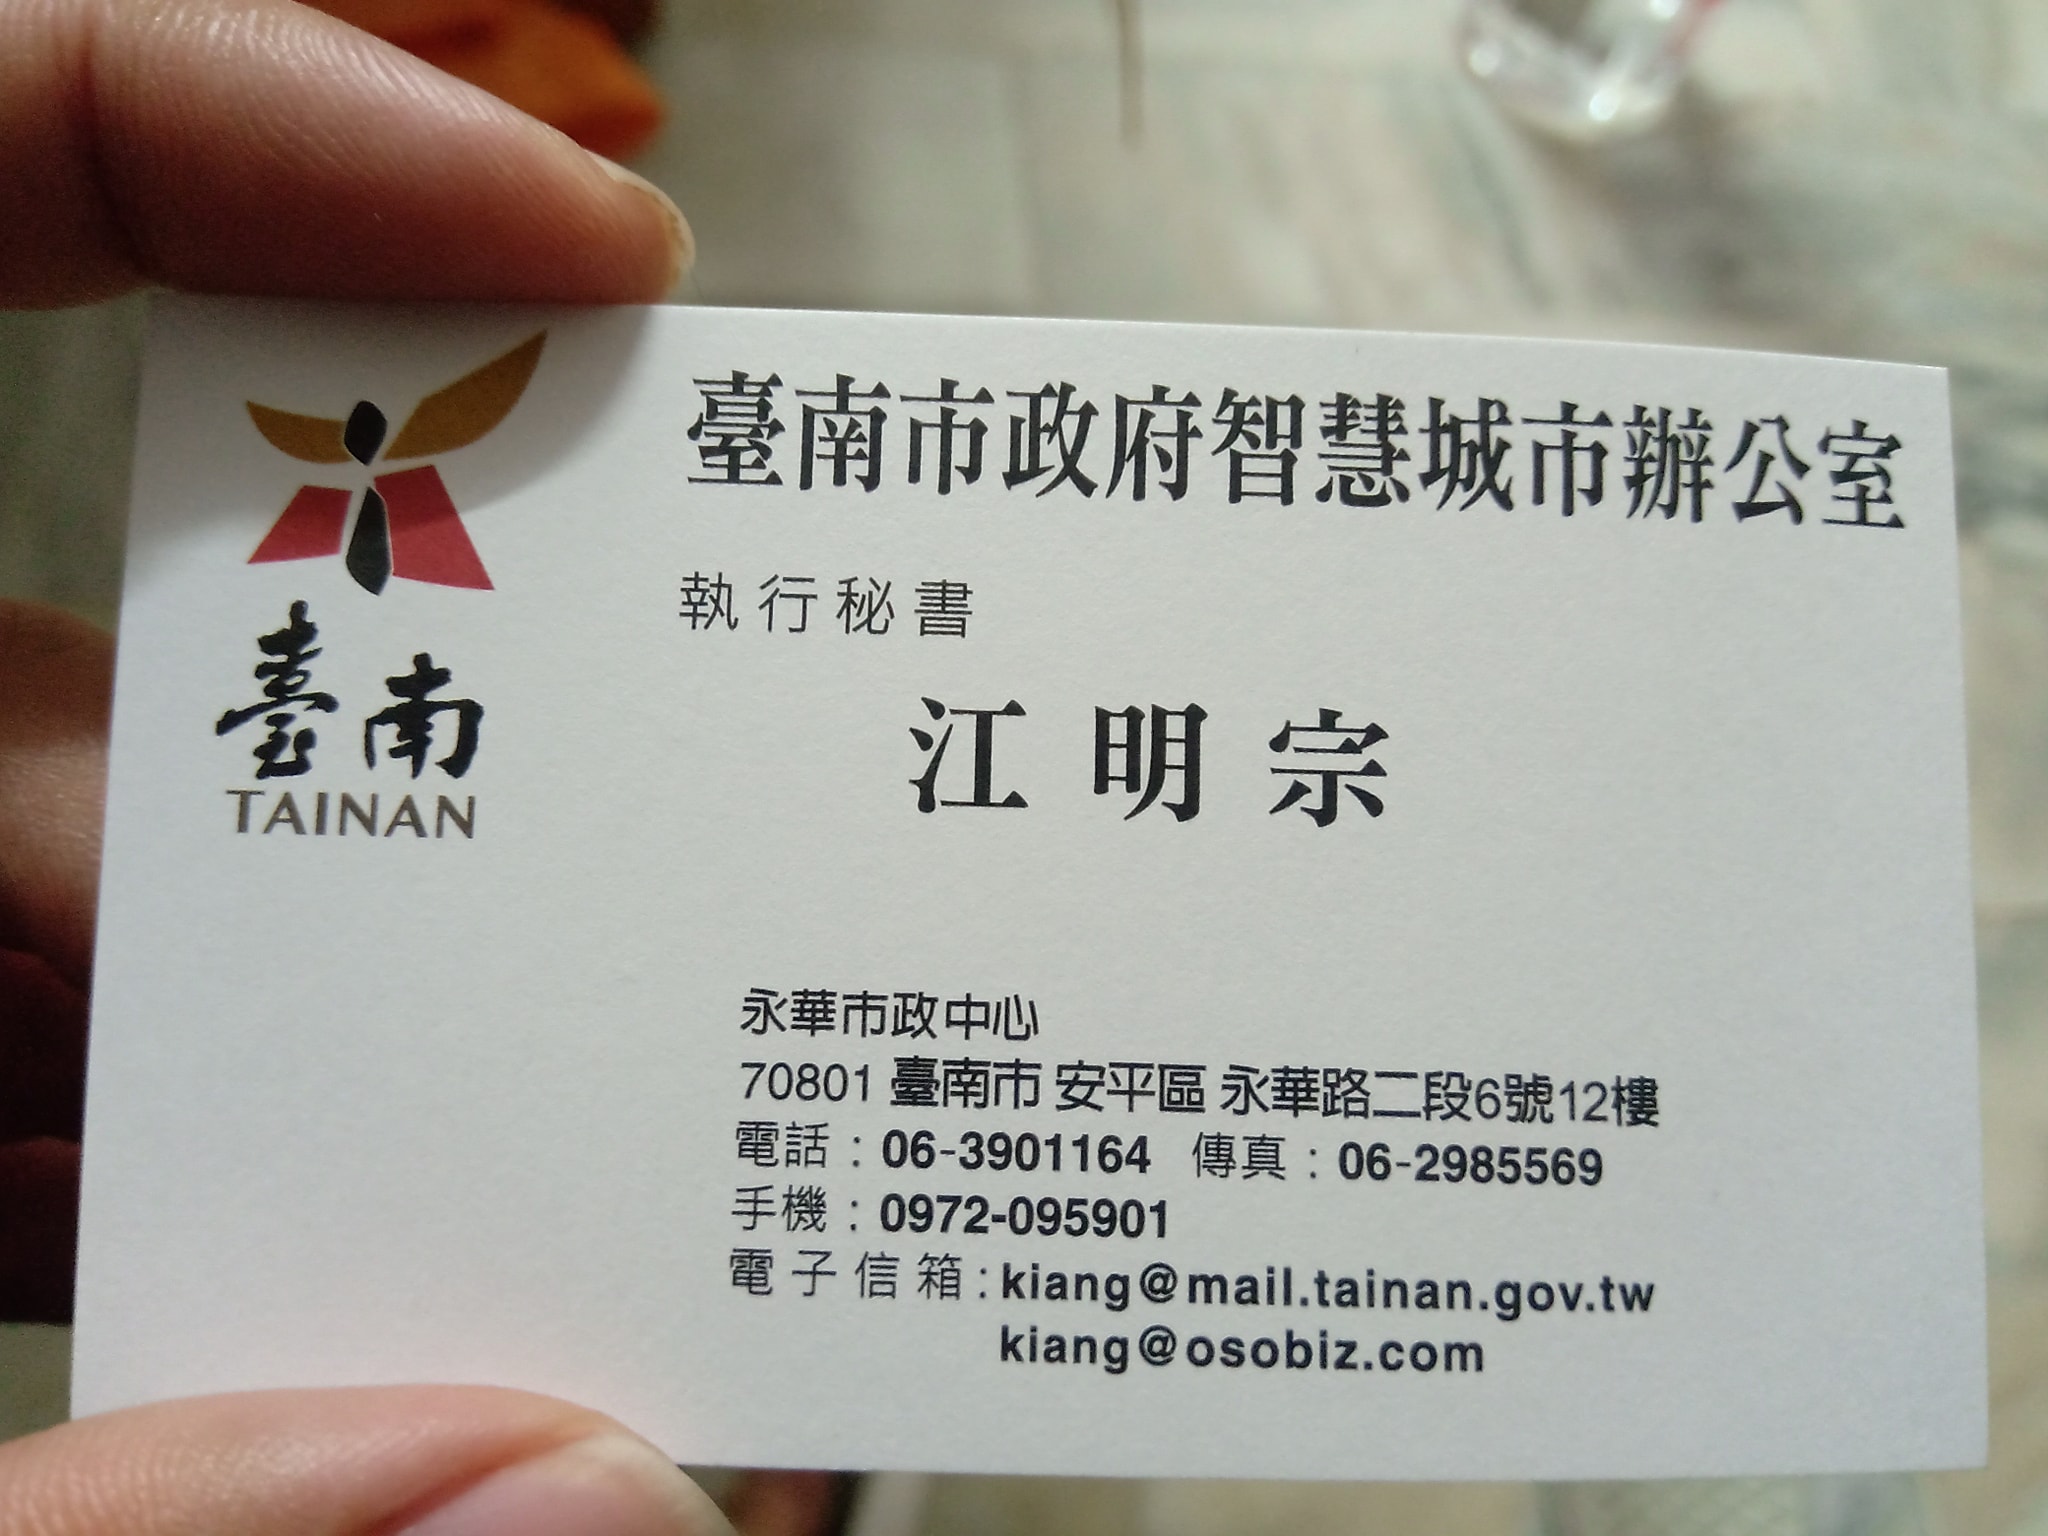 臺南
TAINAN
臺南市政府智慧城市辦公室
執行秘書
江明宗
永華市政中心
70801 臺南市 安平區 永華路二段6號12樓
電話：06-3901164 傳真：06-2985569
手機：0972-095901
電子信箱:kiang@mail.tainan.gov.tw
kiang@osobiz.com